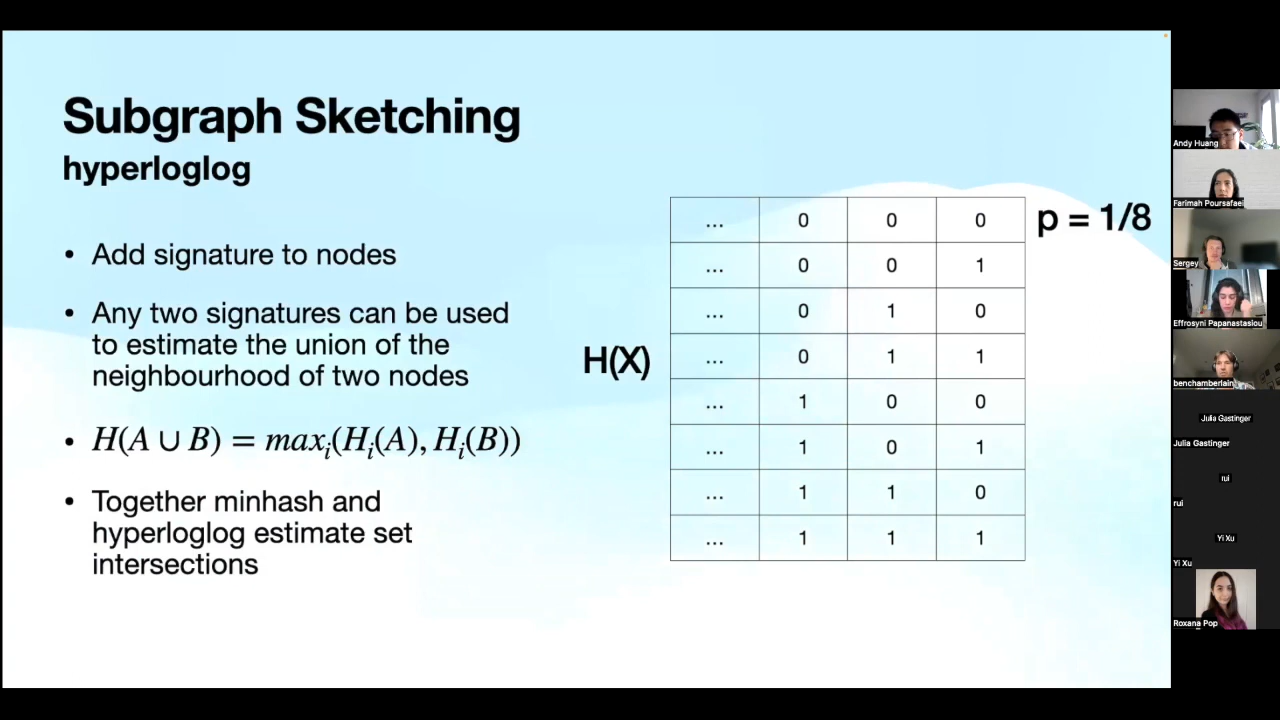 Subgraph Sketching
hyperloglog
• Add signature to nodes
• Any two signatures can be used
to estimate the union of the
neighbourhood of two nodes
• H(A ∪ B) = max_i(H_i(A), H_i(B))
• Together minhash and
hyperloglog estimate set
intersections
H(X)
... 0 0 0
... 0 0 1
... 0 1 0
... 0 1 1
... 1 0 0
... 1 0 1
... 1 1 0
... 1 1 1
p = 1/8
Andy Huang
Farimah Poursafaei
Sergey
Effrosyni Papanastasiou
benchamberlain
Julia Gastinger
Julia Gastinger
rui
rui
Yi Xu
Yi Xu
Roxana Pop